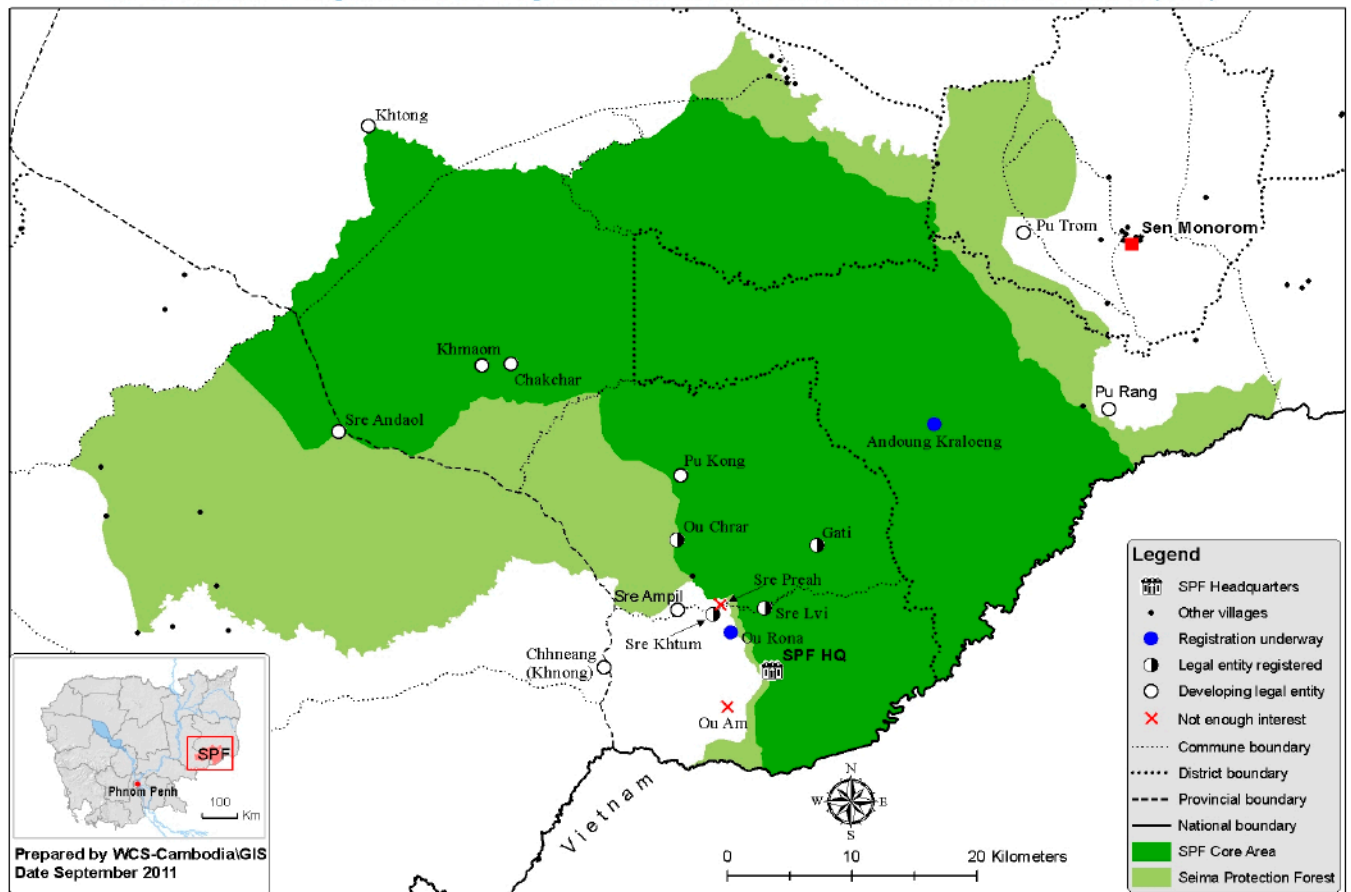 Khtong
Pu Trom
Sen Monorom
Khmaom
Chakchar
Pu Rang
Sre Andaol
Andoung Kraloeng
Pu Kong
Ou Chrar
Gati
Sre Preah
Sre Ampil
Sre Lvi
Sre Khtum
Ou Rona
SPF HQ
Chhneang
(Khnong)
Ou Am
Vietnam
N
W
E
S
0 10 20 Kilometers
Legend
SPF Headquarters
Other villages
Registration underway
Legal entity registered
Developing legal entity
Not enough interest
Commune boundary
District boundary
Provincial boundary
National boundary
SPF Core Area
Seima Protection Forest
SPF
Phnom Penh
100
Km
Prepared by WCS-Cambodia\GIS
Date September 2011